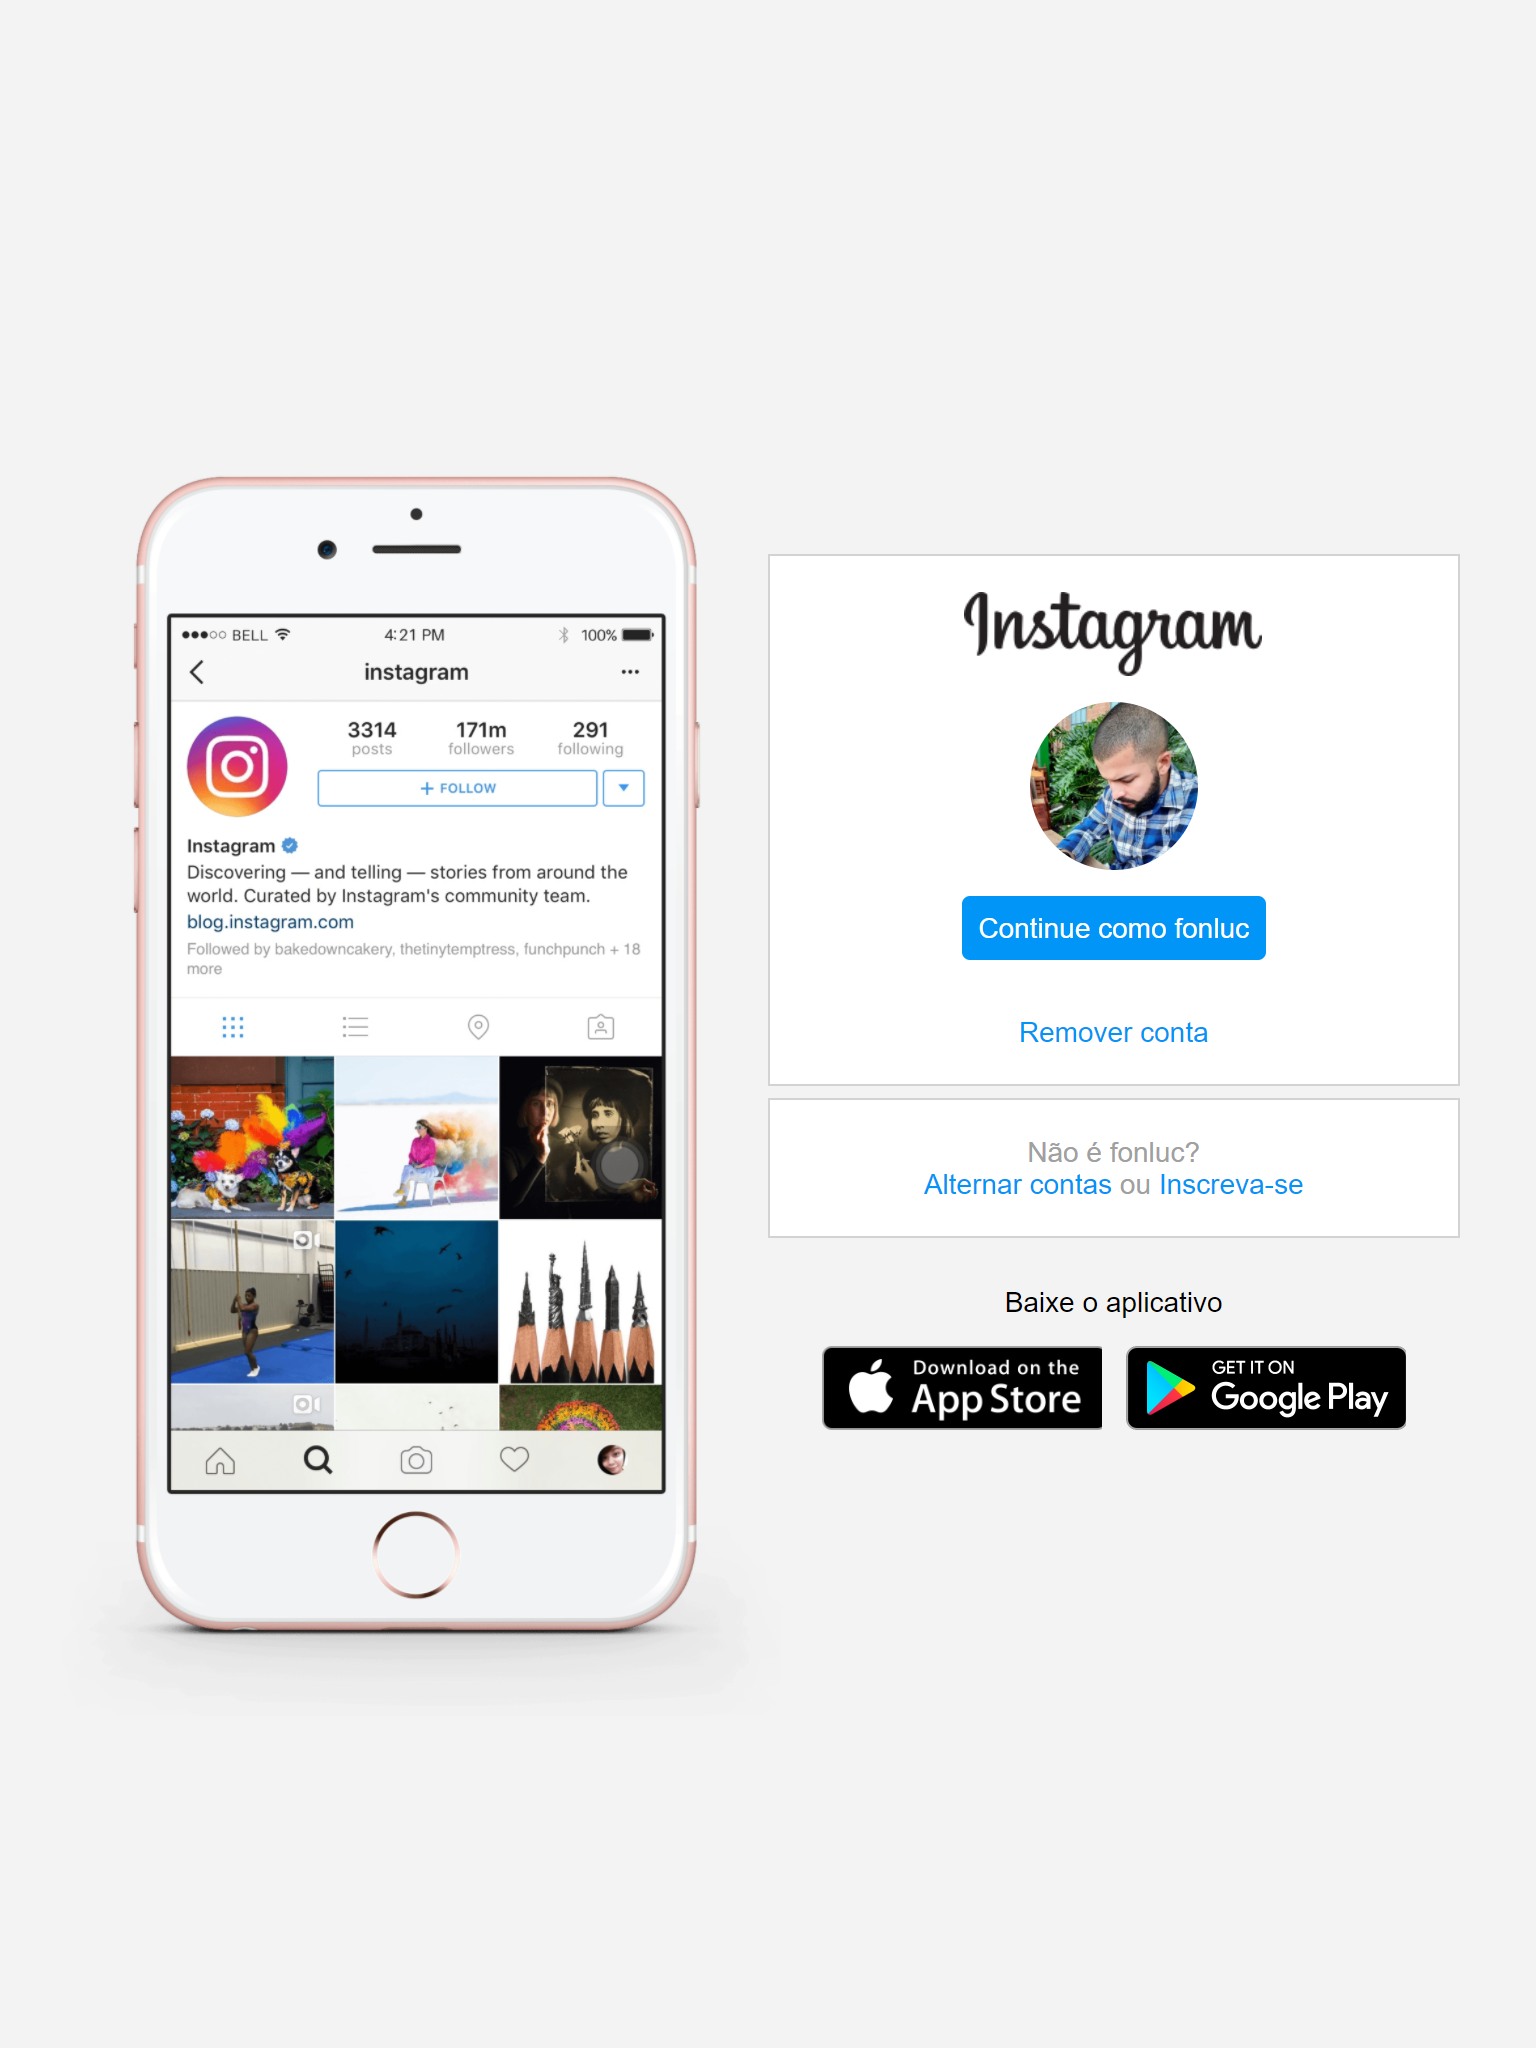 BELL 4:21 PM 100%
instagram
3314 171m 291
posts followers following
+ FOLLOW
Instagram
Discovering — and telling — stories from around the
world. Curated by Instagram's community team.
blog.instagram.com
Followed by bakedowncakery, thetinytemptress, funchpunch + 18
more
Instagram
Continue como fonluc
Remover conta
Não é fonluc?
Alternar contas ou Inscreva-se
Baixe o aplicativo
Download on the
App Store
GET IT ON
Google Play